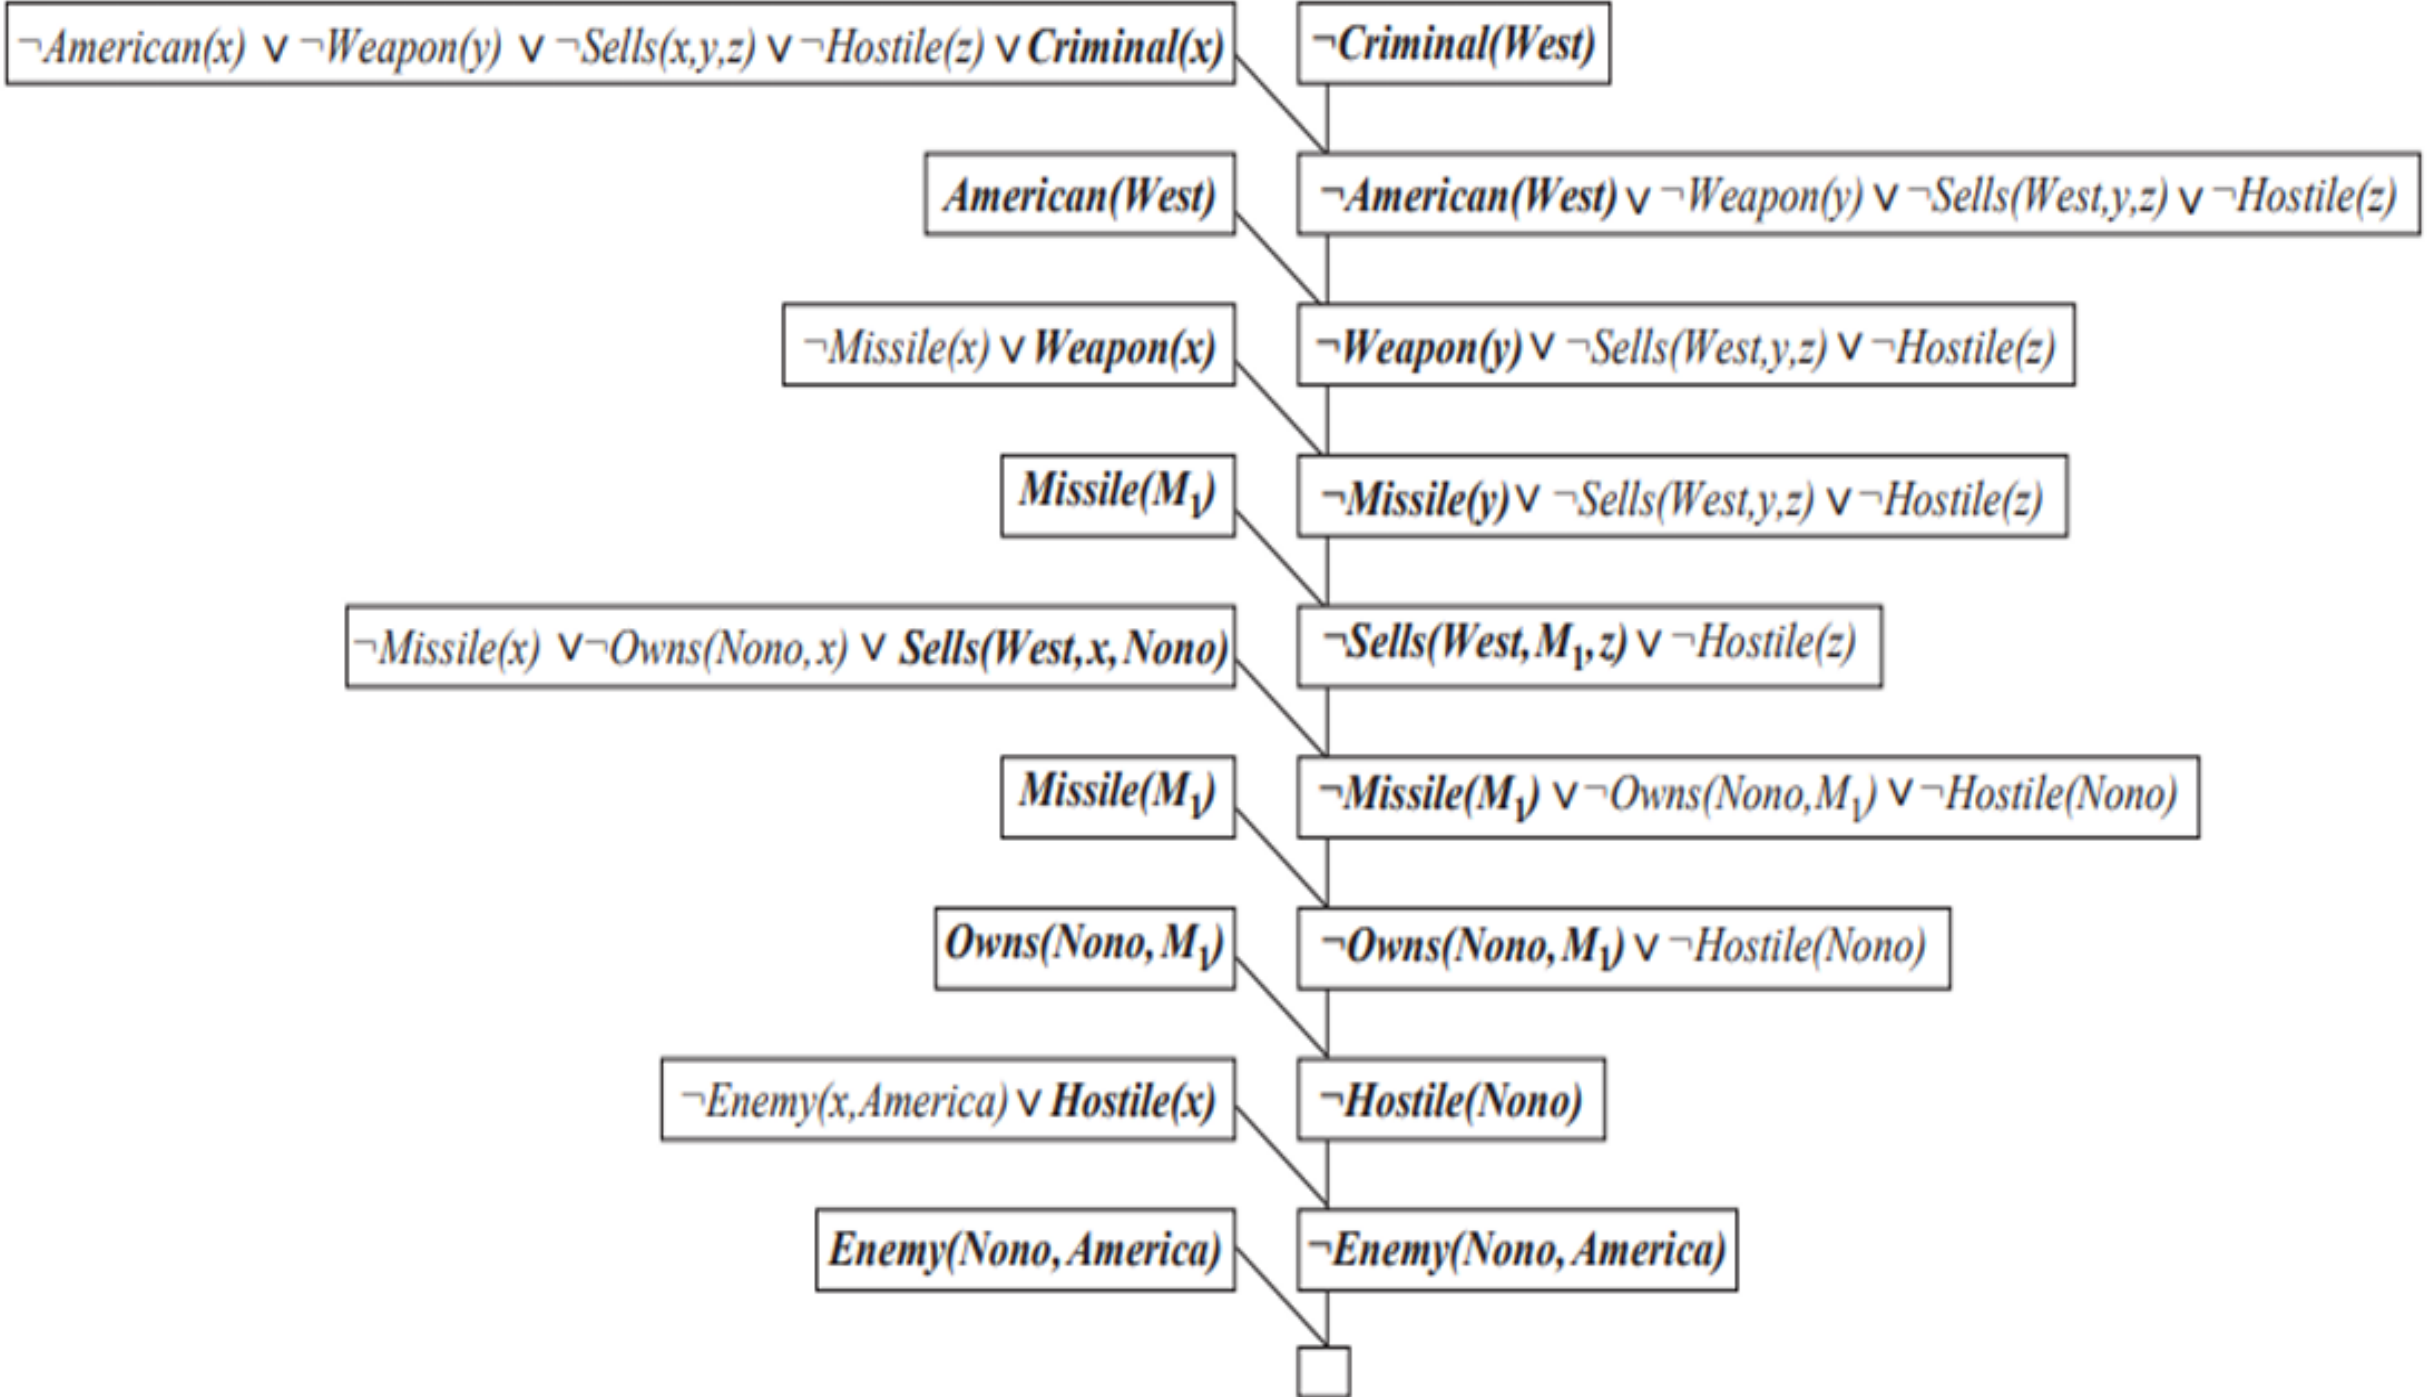 ¬American(x) ∨ ¬Weapon(y) ∨ ¬Sells(x,y,z) ∨ ¬Hostile(z) ∨ Criminal(x)
¬Criminal(West)
American(West)
¬American(West) ∨ ¬Weapon(y) ∨ ¬Sells(West,y,z) ∨ ¬Hostile(z)
¬Missile(x) ∨ Weapon(x)
¬Weapon(y) ∨ ¬Sells(West,y,z) ∨ ¬Hostile(z)
Missile(M₁)
¬Missile(y) ∨ ¬Sells(West,y,z) ∨ ¬Hostile(z)
¬Missile(x) ∨ ¬Owns(Nono,x) ∨ Sells(West,x,Nono)
¬Sells(West,M₁,z) ∨ ¬Hostile(z)
Missile(M₁)
¬Missile(M₁) ∨ ¬Owns(Nono,M₁) ∨ ¬Hostile(Nono)
Owns(Nono,M₁)
¬Owns(Nono,M₁) ∨ ¬Hostile(Nono)
¬Enemy(x,America) ∨ Hostile(x)
¬Hostile(Nono)
Enemy(Nono,America)
¬Enemy(Nono,America)